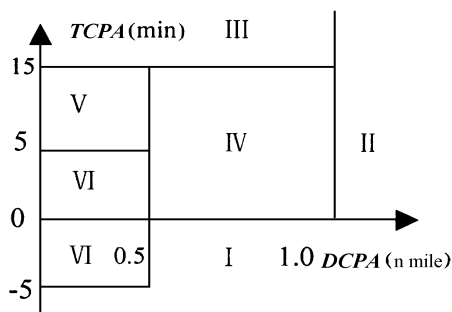 TCPA(min) III
15
V
5 IV II
VI
0
VI 0.5 I 1.0 DCPA(n mile)
-5